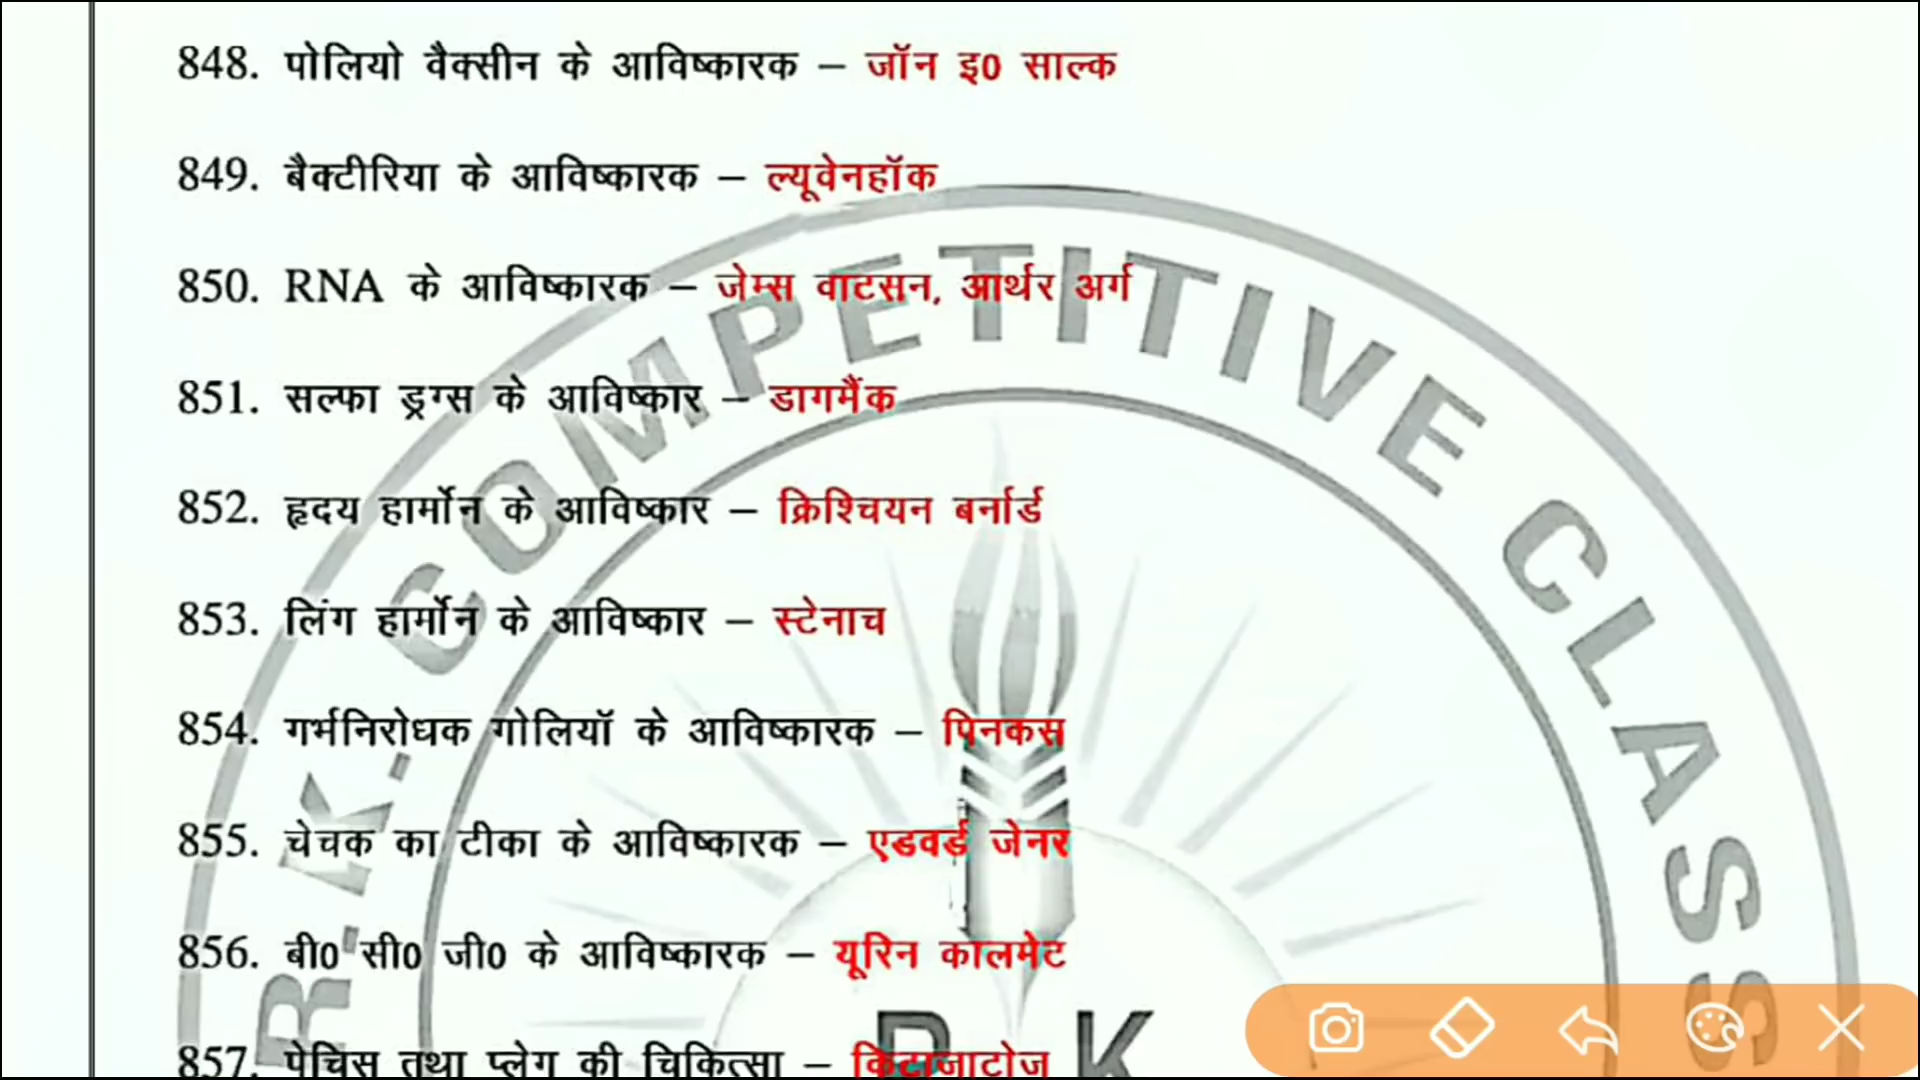 848. पोलियो वैक्सीन के आविष्कारक – जॉन इ0 साल्क
849. बैक्टीरिया के आविष्कारक – ल्यूवेनहॉक
850. RNA के आविष्कारक – जेम्स वाटसन, आर्थर अर्ग
851. सल्फा ड्रग्स के आविष्कार – डागमैंक
852. हृदय हार्मोन के आविष्कार – क्रिश्चियन बर्नार्ड
853. लिंग हार्मोन के आविष्कार – स्टेनाच
854. गर्भनिरोधक गोलियॉ के आविष्कारक – पिनकस
855. चेचक का टीका के आविष्कारक – एडवर्ड जेनर
856. बी0 सी0 जी0 के आविष्कारक – यूरिन कालमेट
857. पेचिस तथा प्लेग की चिकित्सा – किटाजाटोज
R.K. COMPETITIVE CLASS
R K